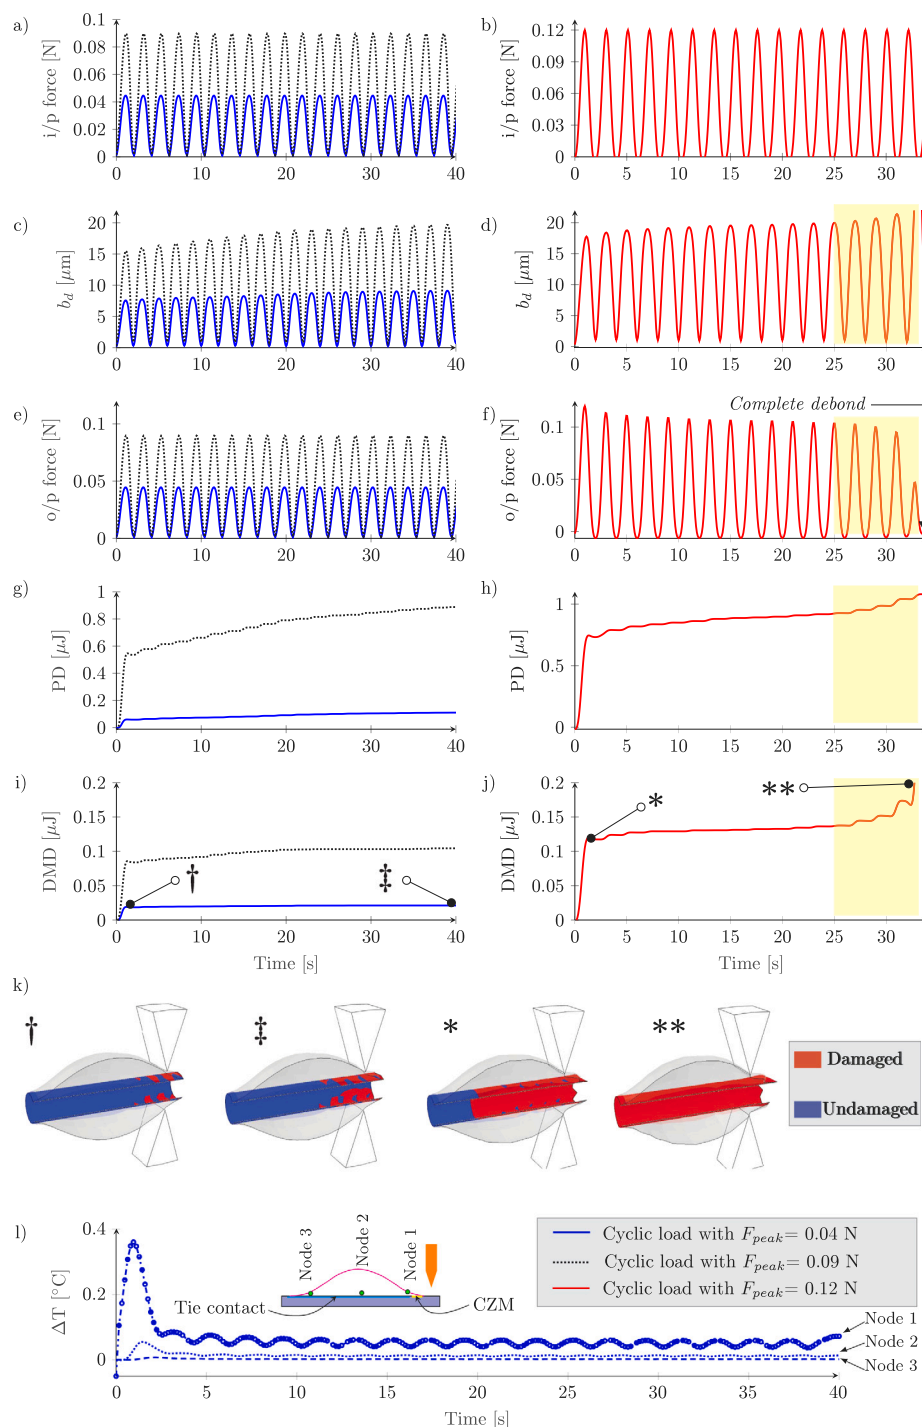 a)
i/p force [N]
0.1
0.08
0.06
0.04
0.02
0
0 10 20 30 40
b)
i/p force [N]
0.12
0.09
0.06
0.03
0
0 5 10 15 20 25 30
c)
b_d [μm]
20
15
10
5
0
0 10 20 30 40
d)
b_d [μm]
20
15
10
5
0
0 5 10 15 20 25 30
e)
o/p force [N]
0.1
0.05
0
0 10 20 30 40
f)
Complete debond
o/p force [N]
0.1
0.05
0
0 5 10 15 20 25 30
g)
PD [μJ]
1
0.8
0.6
0.4
0.2
0
0 10 20 30 40
h)
PD [μJ]
1
0.5
0
0 5 10 15 20 25 30
i)
DMD [μJ]
0.2
0.15
0.1
0.05
0
† ‡
0 10 20 30 40
Time [s]
j)
DMD [μJ]
0.2
0.15
0.1
0.05
0
* **
0 5 10 15 20 25 30
Time [s]
k)
† ‡ * **
Damaged
Undamaged
l)
ΔT [°C]
0.4
0.2
0
Node 3
Node 2
Node 1
Tie contact
CZM
Cyclic load with F_peak= 0.04 N
Cyclic load with F_peak= 0.09 N
Cyclic load with F_peak= 0.12 N
Node 1
Node 2
Node 3
0 5 10 15 20 25 30 35 40
Time [s]